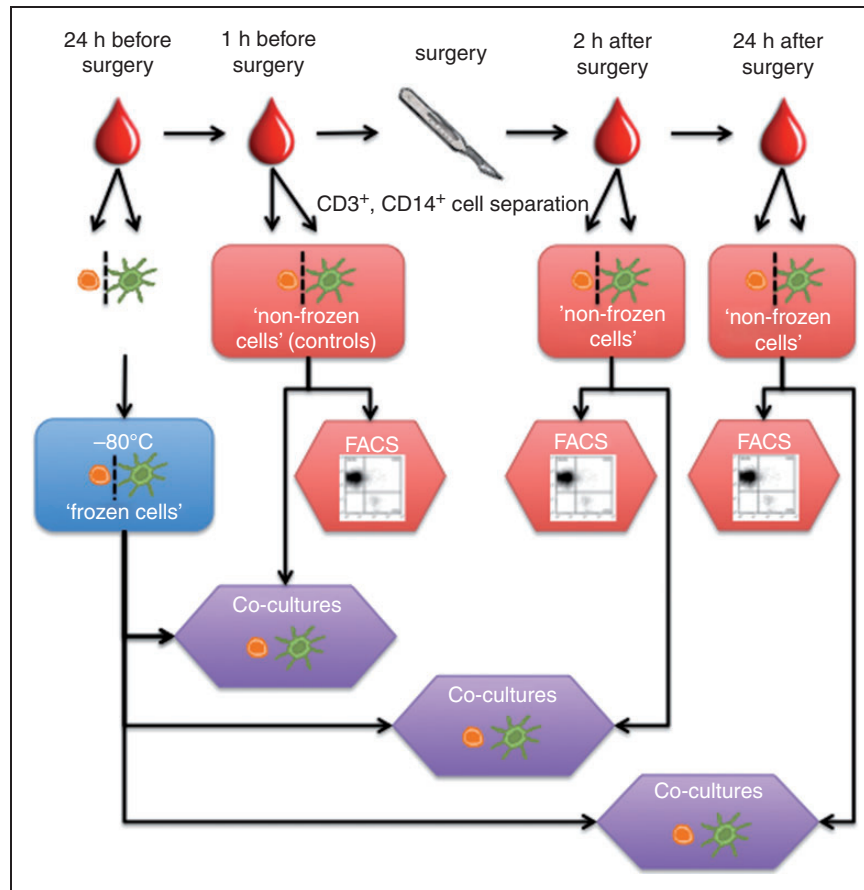 24 h before
surgery
1 h before
surgery
surgery
2 h after
surgery
24 h after
surgery
CD3⁺, CD14⁺ cell separation
'non-frozen
cells' (controls)
'non-frozen
cells'
'non-frozen
cells'
–80°C
'frozen cells'
FACS
FACS
FACS
Co-cultures
Co-cultures
Co-cultures